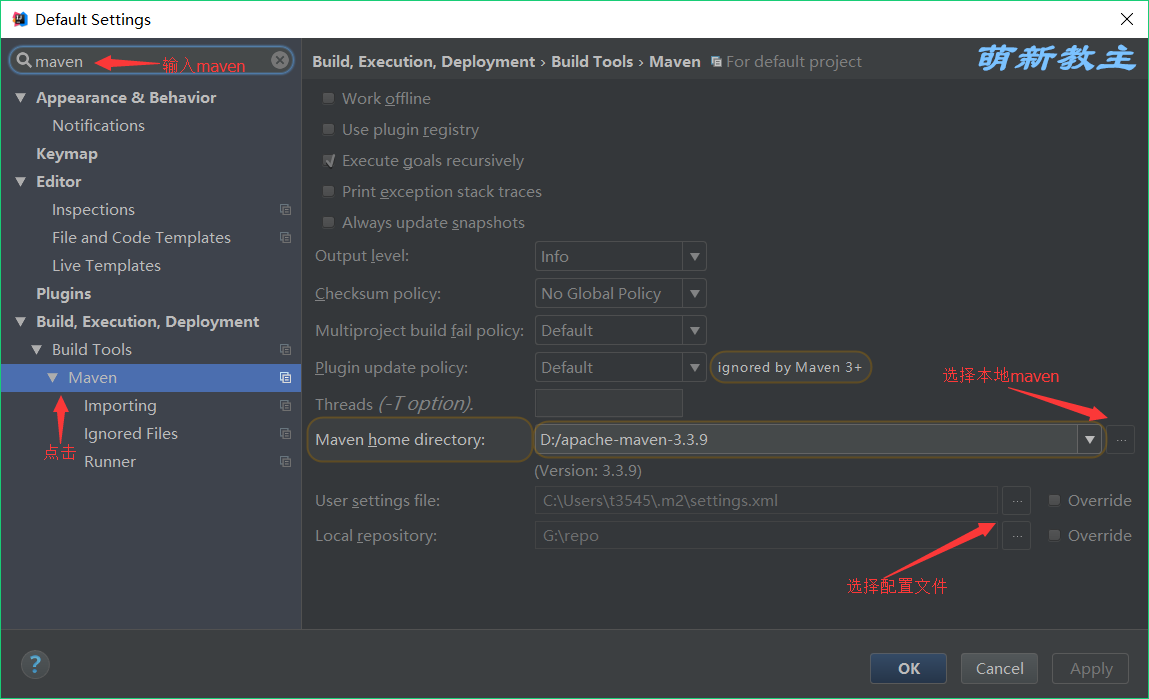 Default Settings
maven
输入maven
Appearance & Behavior
Notifications
Keymap
Editor
Inspections
File and Code Templates
Live Templates
Plugins
Build, Execution, Deployment
Build Tools
Maven
Importing
Ignored Files
Runner
点击
Build, Execution, Deployment › Build Tools › Maven For default project
萌新教主
Work offline
Use plugin registry
Execute goals recursively
Print exception stack traces
Always update snapshots
Output level: Info
Checksum policy: No Global Policy
Multiproject build fail policy: Default
Plugin update policy: Default ignored by Maven 3+
选择本地maven
Threads (-T option).
Maven home directory: D:/apache-maven-3.3.9 ...
(Version: 3.3.9)
User settings file: C:\Users\t3545\.m2\settings.xml ... Override
Local repository: G:\repo ... Override
选择配置文件
?
OK Cancel Apply